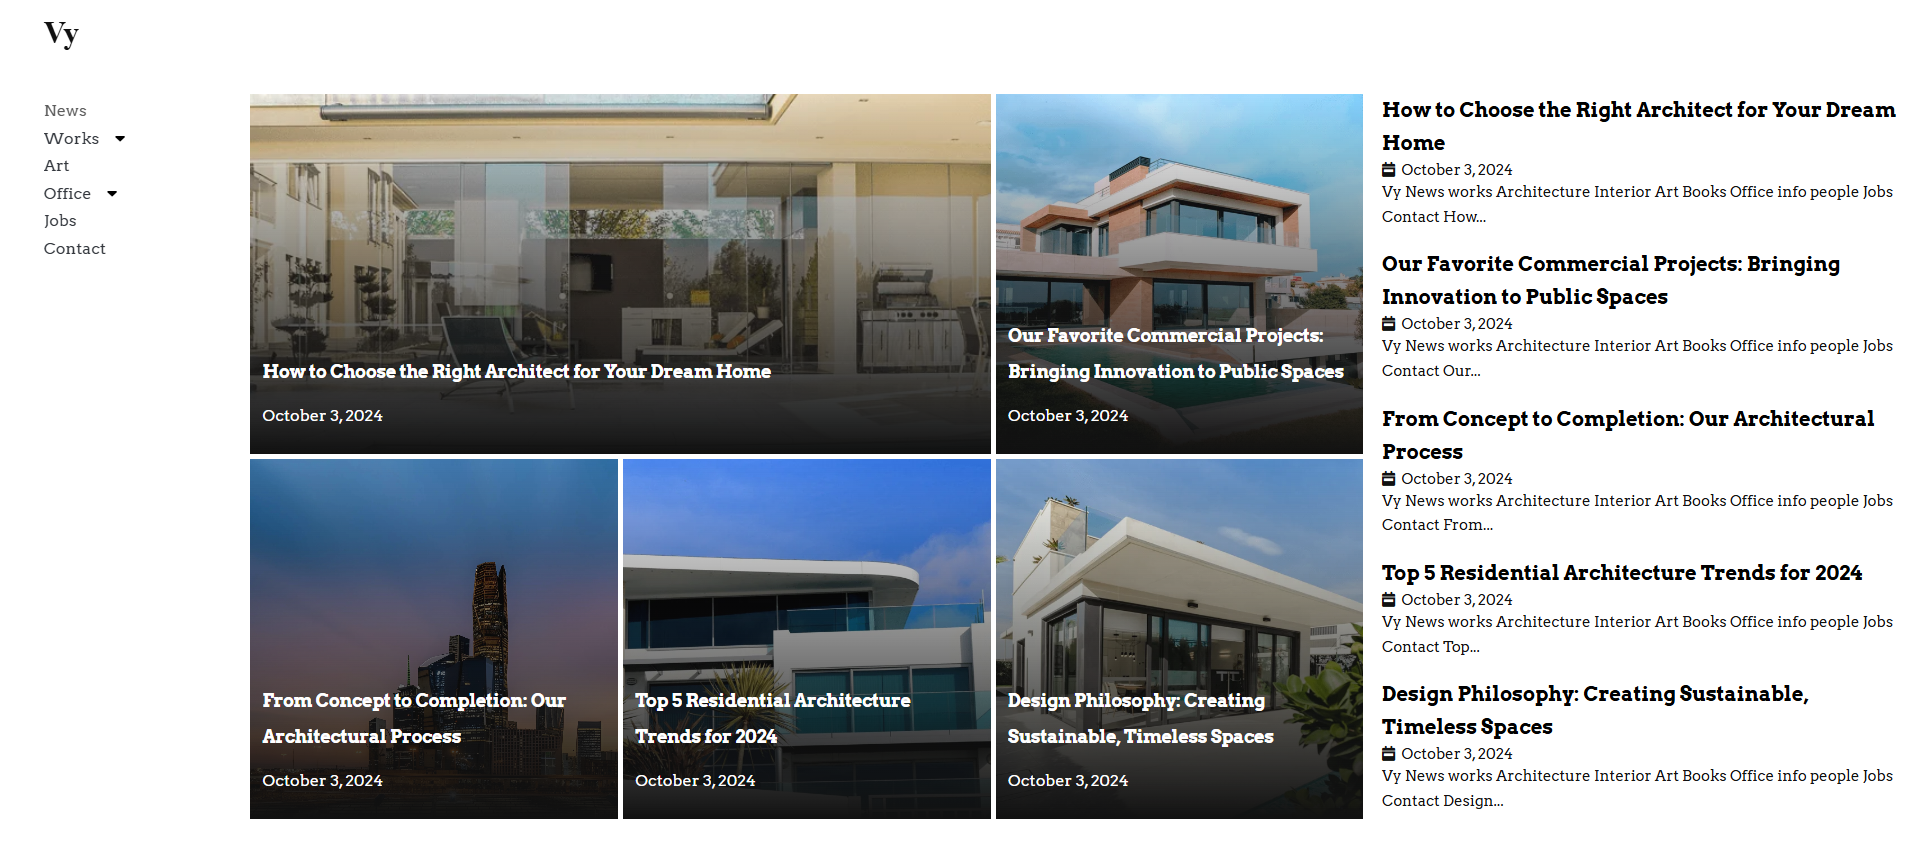 Vy
News
Works
Art
Office
Jobs
Contact
How to Choose the Right Architect for Your Dream Home
October 3, 2024
Our Favorite Commercial Projects:
Bringing Innovation to Public Spaces
October 3, 2024
From Concept to Completion: Our
Architectural Process
October 3, 2024
Top 5 Residential Architecture
Trends for 2024
October 3, 2024
Design Philosophy: Creating
Sustainable, Timeless Spaces
October 3, 2024
How to Choose the Right Architect for Your Dream
Home
October 3, 2024
Vy News works Architecture Interior Art Books Office info people Jobs
Contact How...
Our Favorite Commercial Projects: Bringing
Innovation to Public Spaces
October 3, 2024
Vy News works Architecture Interior Art Books Office info people Jobs
Contact Our...
From Concept to Completion: Our Architectural
Process
October 3, 2024
Vy News works Architecture Interior Art Books Office info people Jobs
Contact From...
Top 5 Residential Architecture Trends for 2024
October 3, 2024
Vy News works Architecture Interior Art Books Office info people Jobs
Contact Top...
Design Philosophy: Creating Sustainable,
Timeless Spaces
October 3, 2024
Vy News works Architecture Interior Art Books Office info people Jobs
Contact Design...